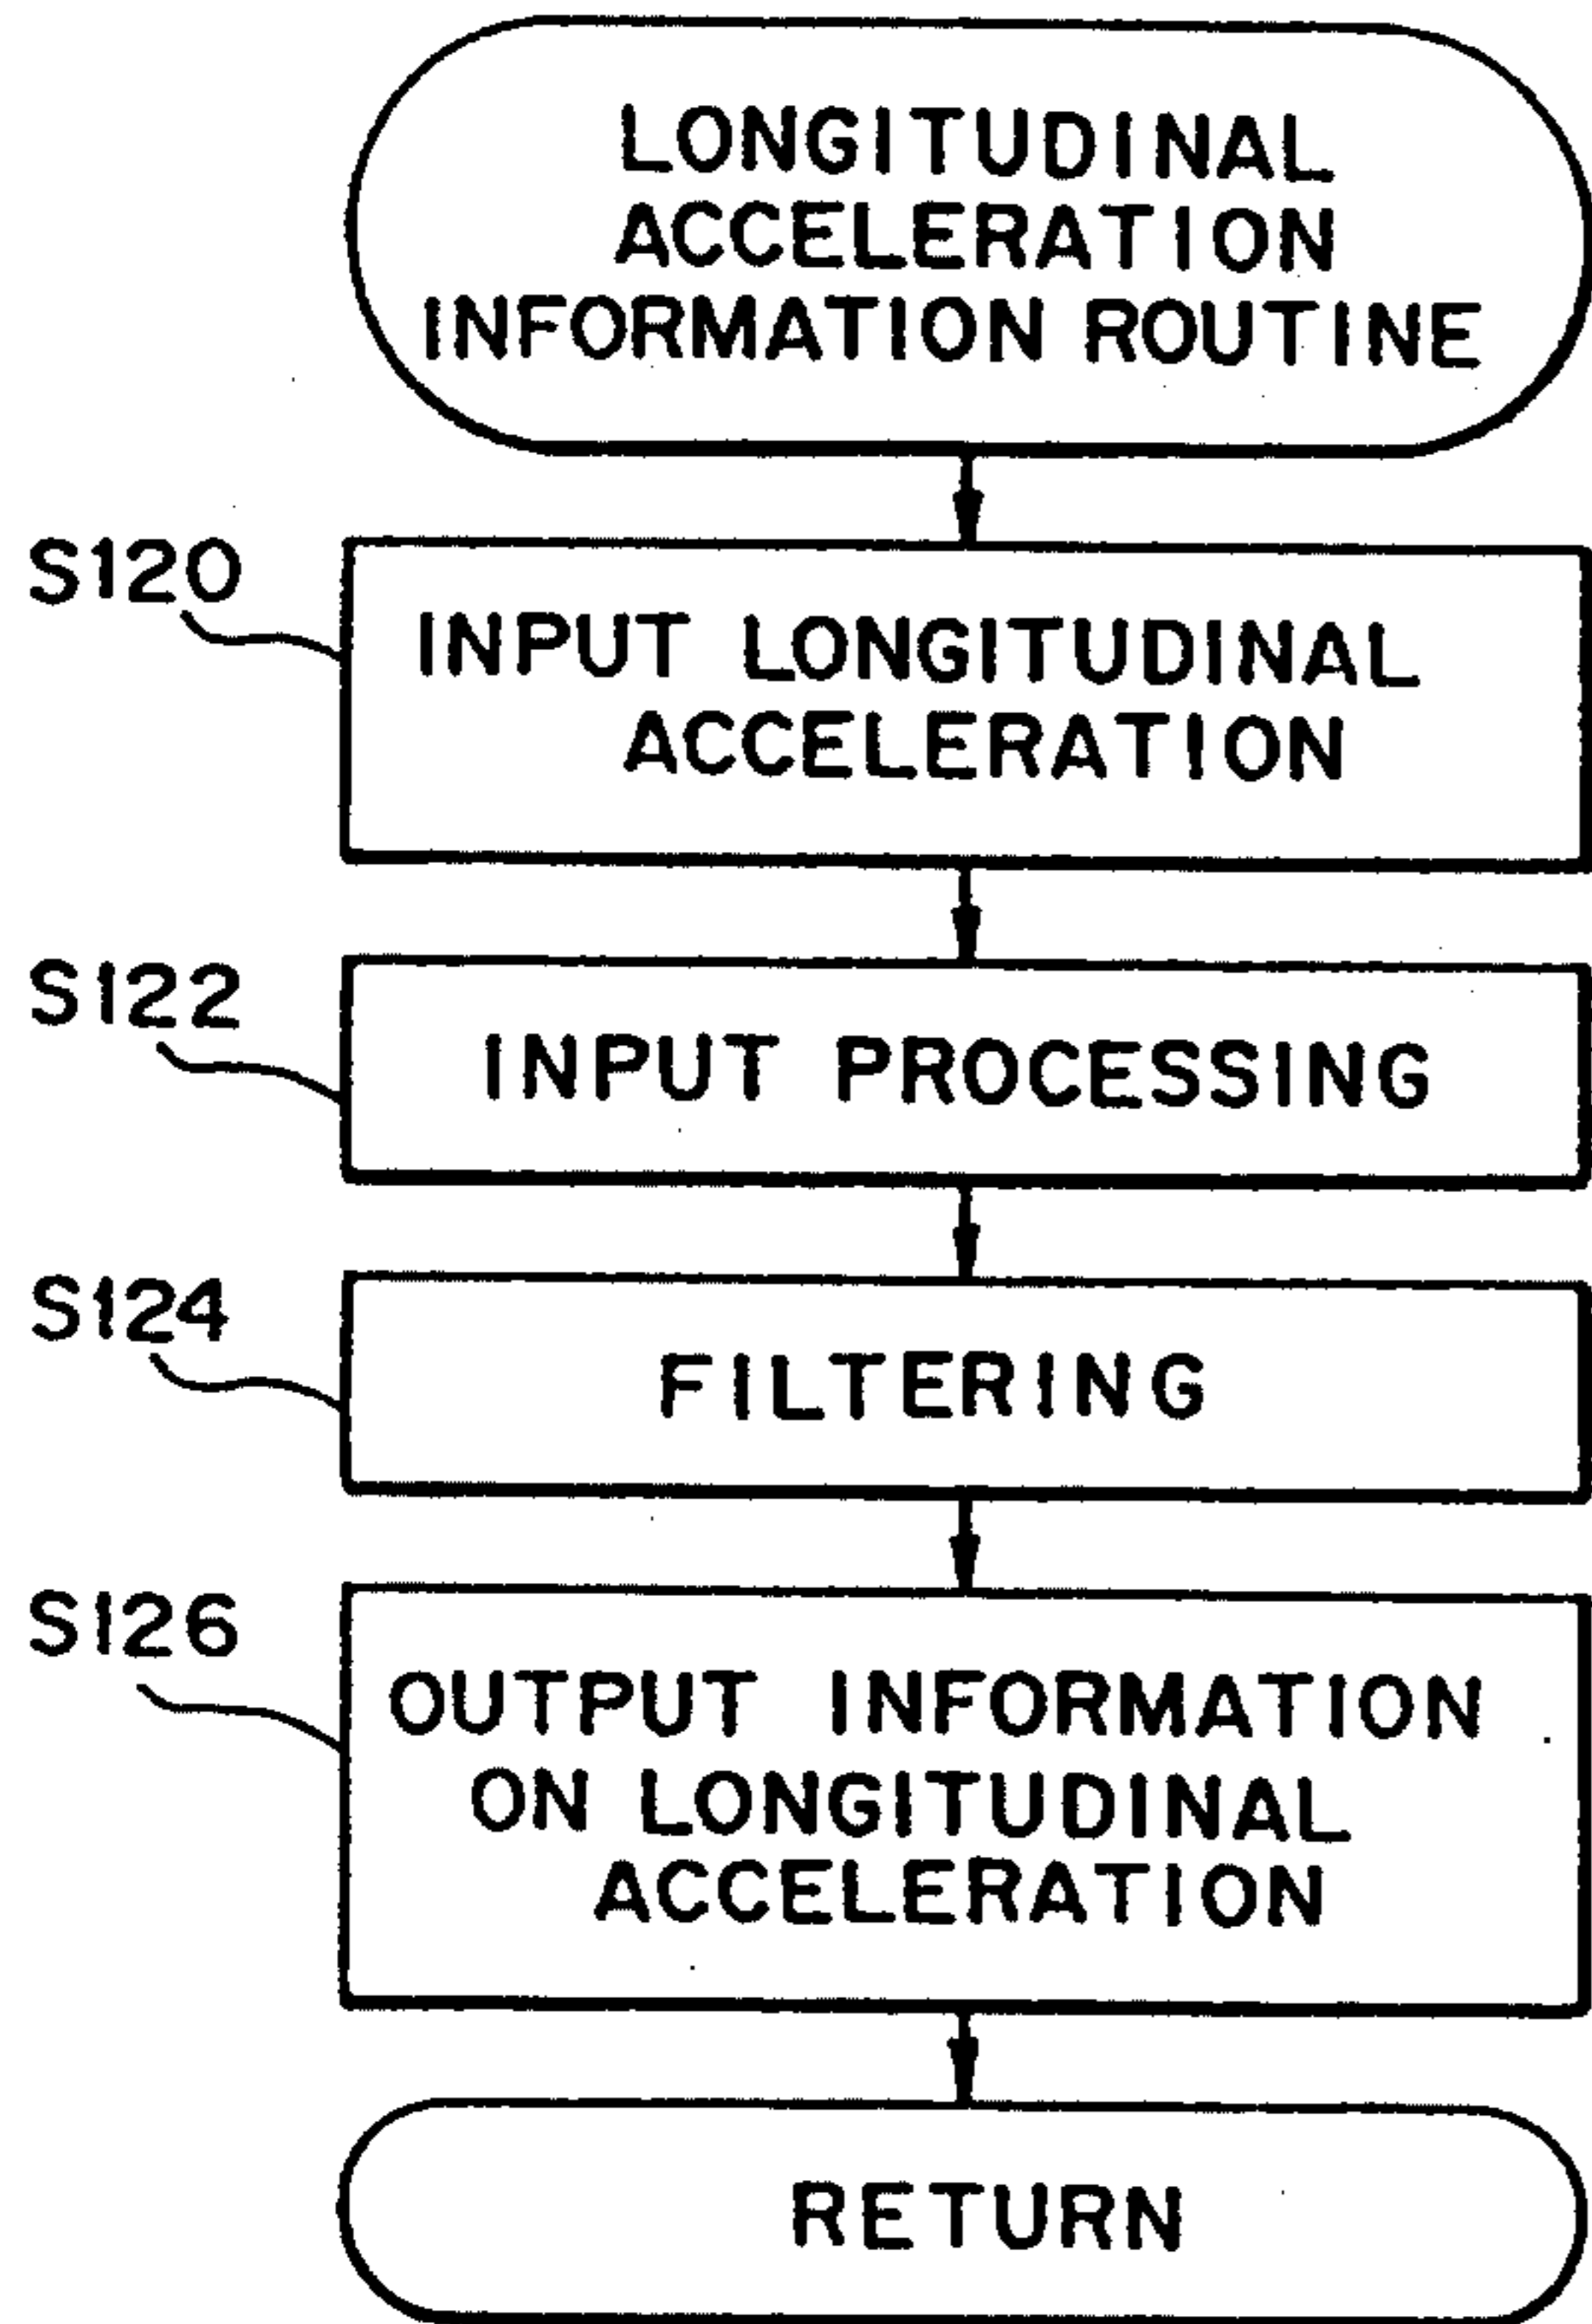 LONGITUDINAL
ACCELERATION
INFORMATION ROUTINE
S120
INPUT LONGITUDINAL
ACCELERATION
S122
INPUT PROCESSING
S124
FILTERING
S126
OUTPUT INFORMATION
ON LONGITUDINAL
ACCELERATION
RETURN